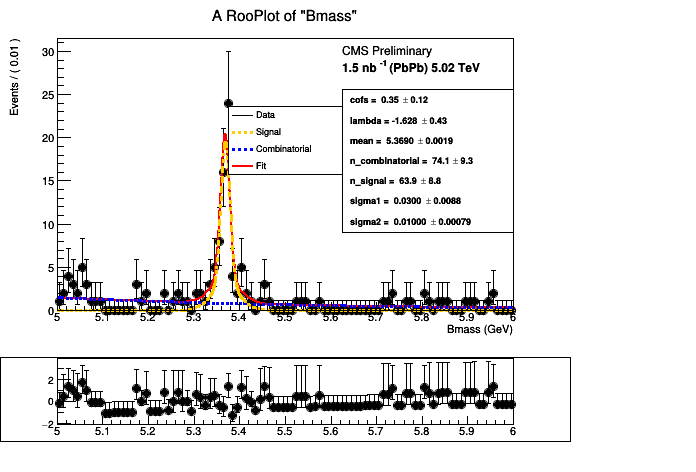 A RooPlot of "Bmass"
Events / ( 0.01 )
30
25
20
15
10
5
0
CMS Preliminary
1.5 nb -1 (PbPb) 5.02 TeV
Data
Signal
Combinatorial
Fit
cofs = 0.35 ± 0.12
lambda = -1.628 ± 0.43
mean = 5.3690 ± 0.0019
n_combinatorial = 74.1 ± 9.3
n_signal = 63.9 ± 8.8
sigma1 = 0.0300 ± 0.0088
sigma2 = 0.01000 ± 0.00079
5 5.1 5.2 5.3 5.4 5.5 5.6 5.7 5.8 5.9 6
Bmass (GeV)
2
0
−2
5 5.1 5.2 5.3 5.4 5.5 5.6 5.7 5.8 5.9 6